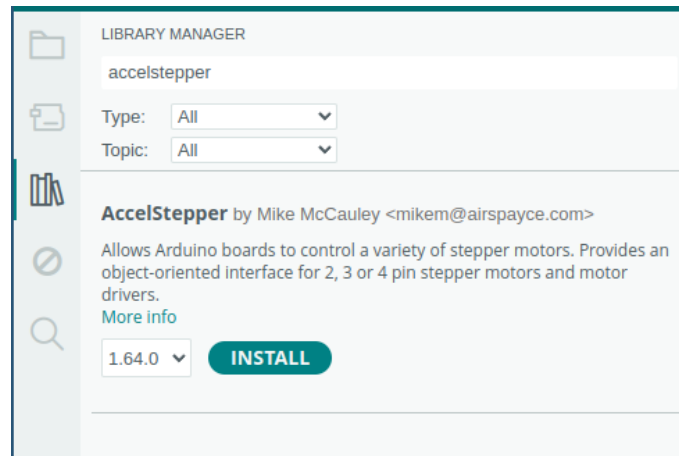 LIBRARY MANAGER
accelstepper
Type: All
Topic: All
AccelStepper by Mike McCauley <mikem@airspayce.com>
Allows Arduino boards to control a variety of stepper motors. Provides an
object-oriented interface for 2, 3 or 4 pin stepper motors and motor
drivers.
More info
1.64.0 INSTALL